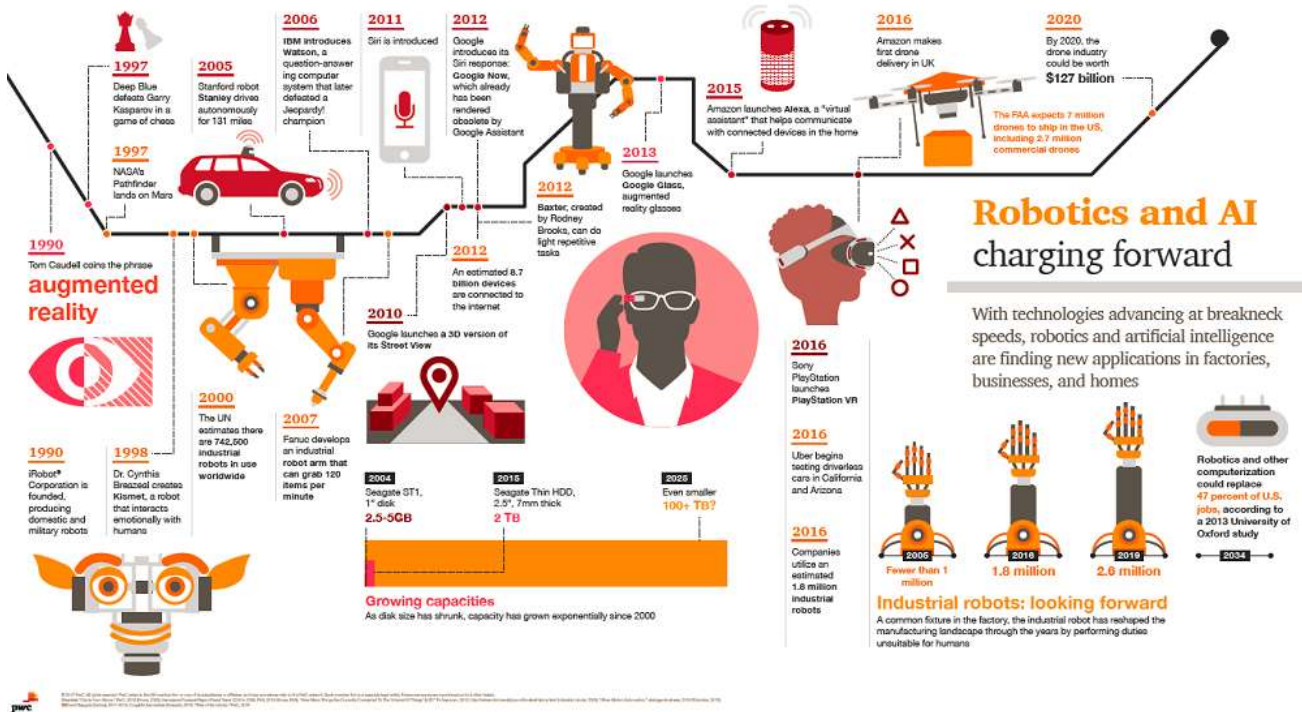 1997
Deep Blue
defeats Garry
Kasparov in a
game of chess
1997
NASA's
Pathfinder
lands on Mars
1990
Tom Caudell coins the phrase
augmented
reality
1990
iRobot®
Corporation is
founded,
producing
domestic and
military robots
1998
Dr. Cynthia
Breazeal creates
Kismet, a robot
that interacts
emotionally with
humans
2005
Stanford robot
Stanley drives
autonomously
for 131 miles
2000
The UN
estimates there
are 742,500
industrial
robots in use
worldwide
2006
IBM introduces
Watson, a
question-answer
ing computer
system that later
defeated a
Jeopardy!
champion
2007
Fanuc develops
an industrial
robot arm that
can grab 120
items per
minute
2011
Siri is introduced
2012
Google
introduces its
Siri response:
Google Now,
which already
has been
rendered
obsolete by
Google Assistant
2012
An estimated 8.7
billion devices
are connected to
the internet
2010
Google launches a 3D version of
its Street View
2012
Baxter, created
by Rodney
Brooks, can do
light repetitive
tasks
2013
Google launches
Google Glass,
augmented
reality glasses
2015
Amazon launches Alexa, a "virtual
assistant" that helps communicate
with connected devices in the home
2016
Amazon makes
first drone
delivery in UK
2020
By 2020, the
drone industry
could be worth
$127 billion
The FAA expects 7 million
drones to ship in the US,
including 2.7 million
commercial drones
Robotics and AI
charging forward
With technologies advancing at breakneck
speeds, robotics and artificial intelligence
are finding new applications in factories,
businesses, and homes
2016
Sony
PlayStation
launches
PlayStation VR
2016
Uber begins
testing driverless
cars in California
and Arizona
2016
Companies
utilize an
estimated
1.8 million
industrial
robots
2004
Seagate ST1,
1" disk
2.5-5GB
2015
Seagate Thin HDD,
2.5", 7mm thick
2 TB
2025
Even smaller
100+ TB?
Growing capacities
As disk size has shrunk, capacity has grown exponentially since 2000
2005
Fewer than 1
million
2016
1.8 million
2019
2.6 million
Industrial robots: looking forward
A common fixture in the factory, the industrial robot has reshaped the
manufacturing landscape through the years by performing duties
unsuitable for humans
Robotics and other
computerization
could replace
47 percent of U.S.
jobs, according to
a 2013 University of
Oxford study
2034
pwc